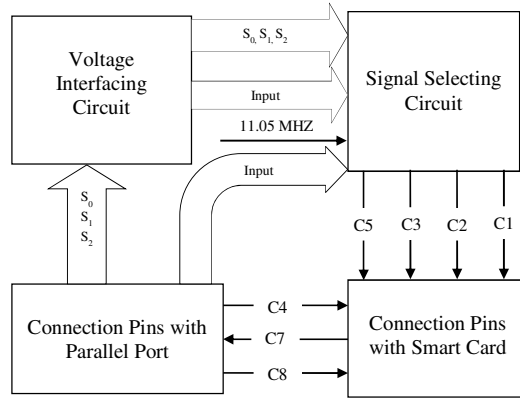 Voltage
Interfacing
Circuit
S0, S1, S2
Input
11.05 MHZ
Input
Signal Selecting
Circuit
S0
S1
S2
C5
C3
C2
C1
Connection Pins with
Parallel Port
C4
C7
C8
Connection Pins
with Smart Card